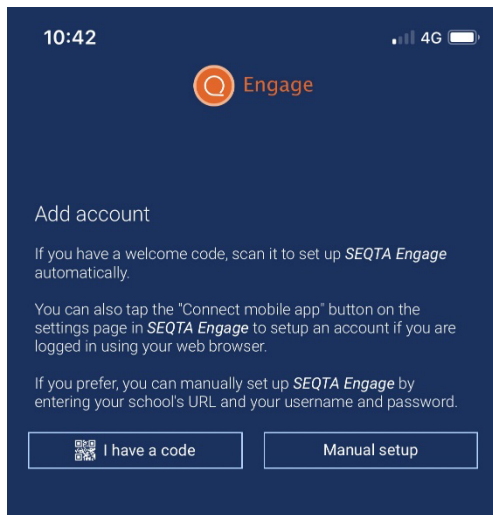 10:42 4G
Engage
Add account
If you have a welcome code, scan it to set up SEQTA Engage
automatically.
You can also tap the "Connect mobile app" button on the
settings page in SEQTA Engage to setup an account if you are
logged in using your web browser.
If you prefer, you can manually set up SEQTA Engage by
entering your school's URL and your username and password.
I have a code Manual setup